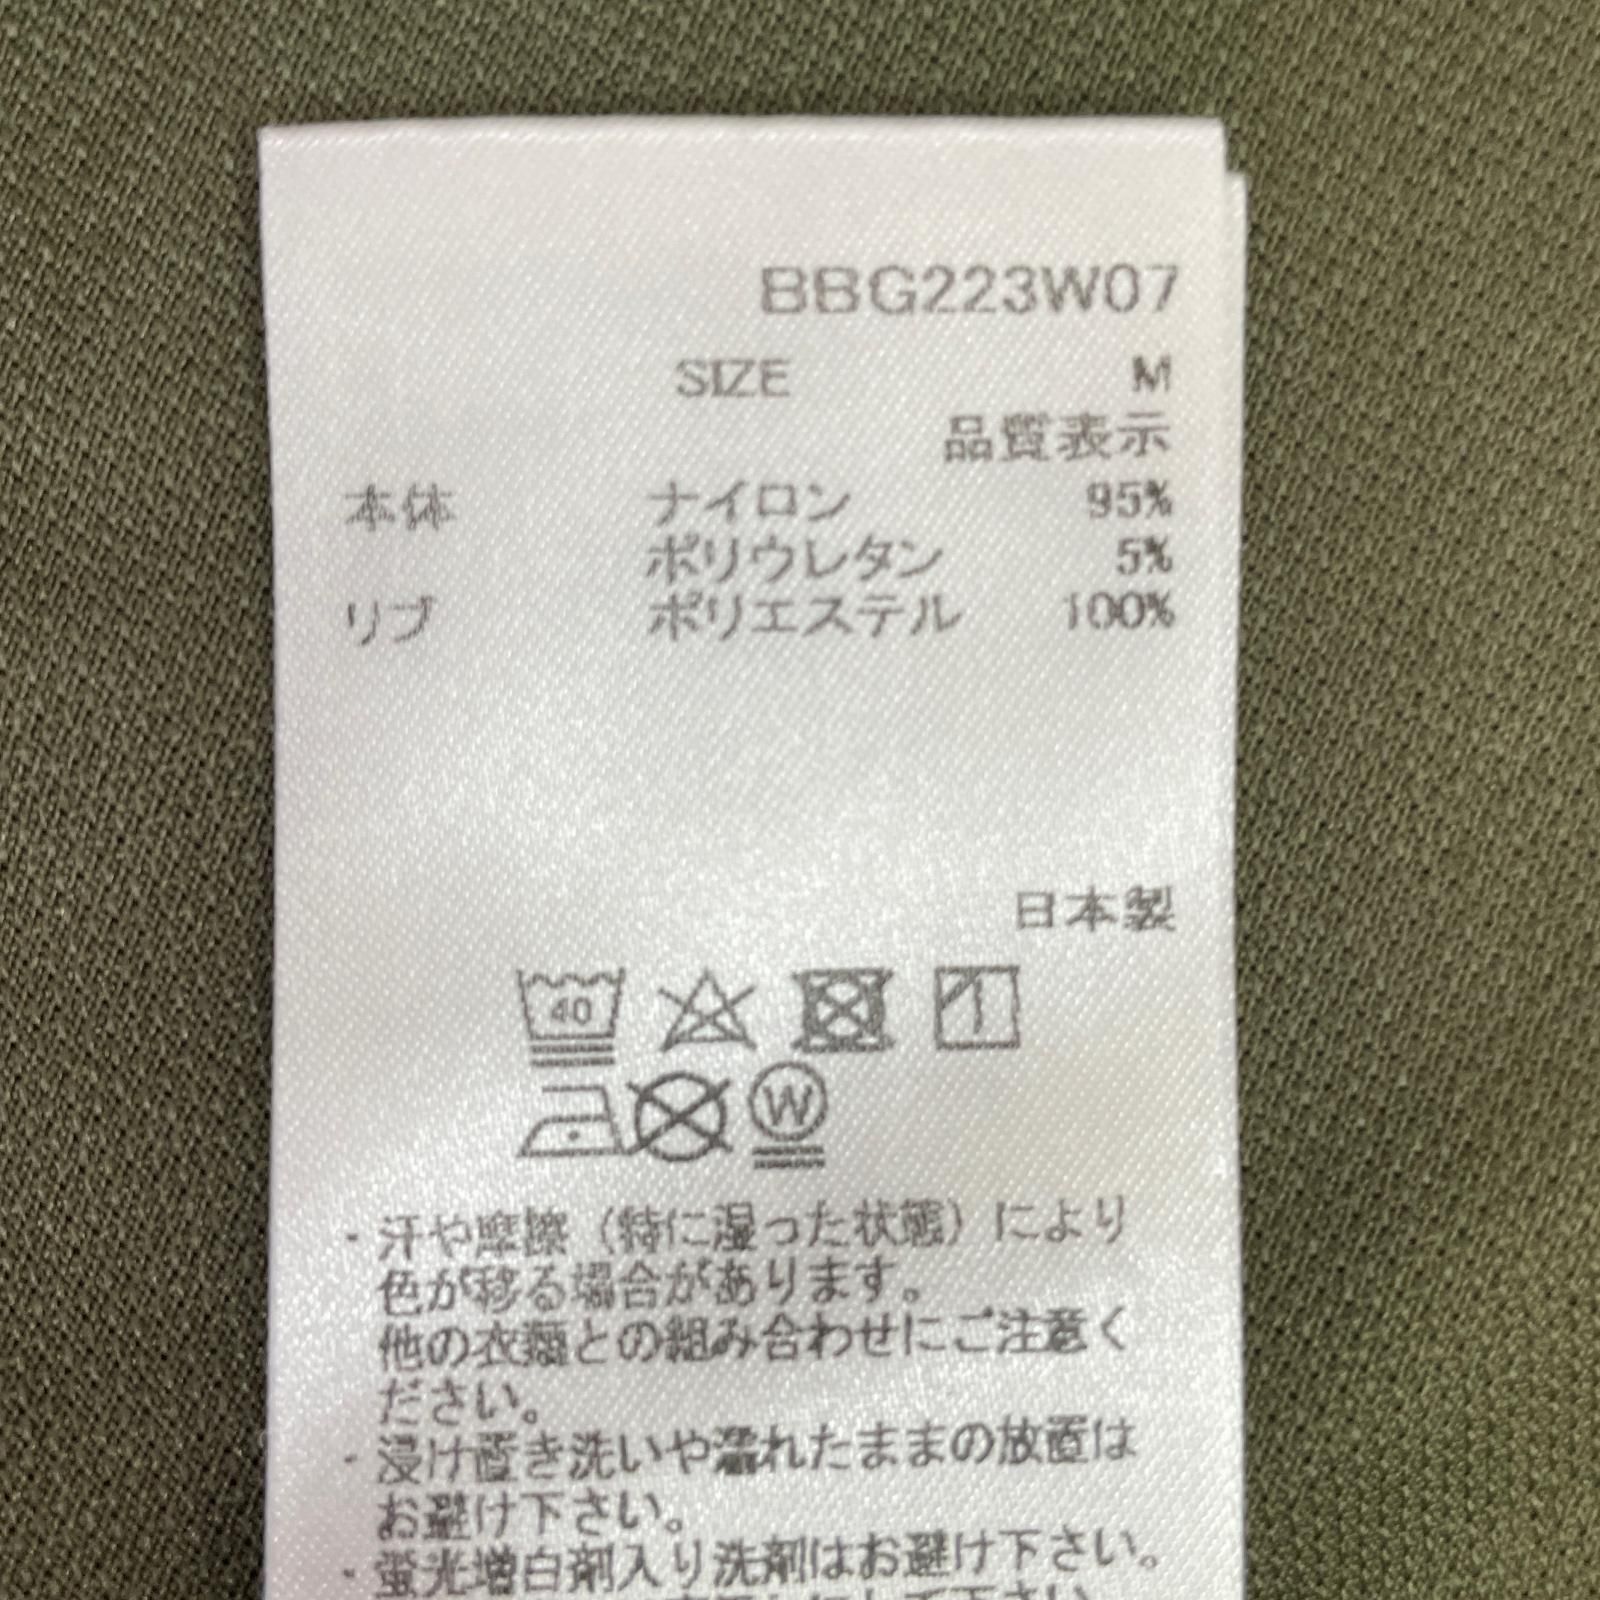 BBG223W07
SIZE M
品質表示
本体 ナイロン 95%
ポリウレタン 5%
リブ ポリエステル 100%
日本製
40
W
・汗や摩擦（特に湿った状態）により
色が移る場合があります。
他の衣類との組み合わせにご注意く
ださい。
・浸け置き洗いや濡れたままの放置は
お避け下さい。
・蛍光増白剤入り洗剤はお避け下さい。